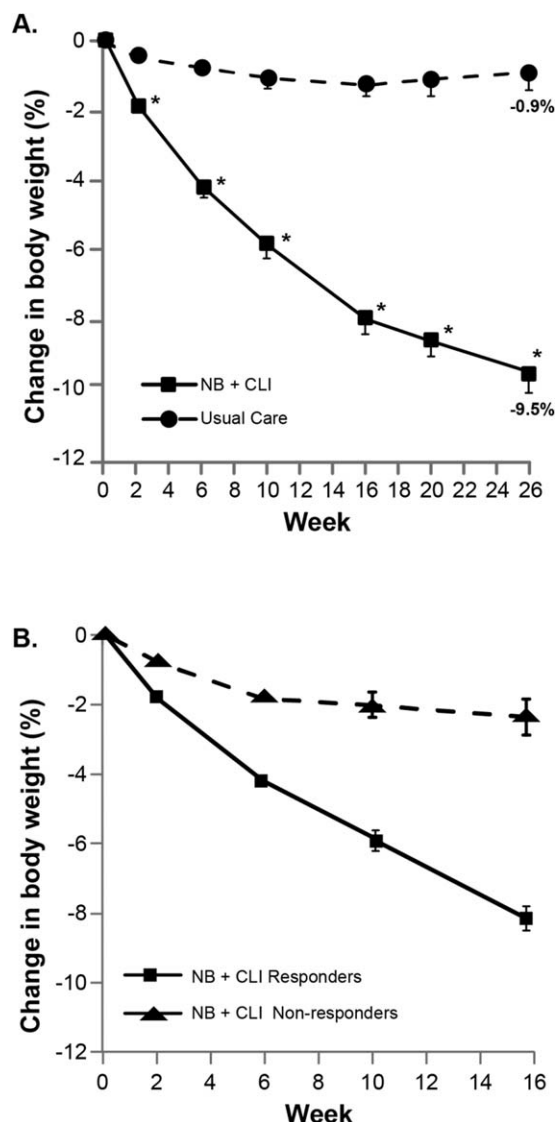 A.
Change in body weight (%)
0
-2
-4
-6
-8
-10
-12
*
*
*
*
*
*
-0.9%
-9.5%
NB + CLI
Usual Care
0 2 4 6 8 10 12 14 16 18 20 22 24 26
Week
B.
Change in body weight (%)
0
-2
-4
-6
-8
-10
-12
NB + CLI Responders
NB + CLI Non-responders
0 2 4 6 8 10 12 14 16
Week